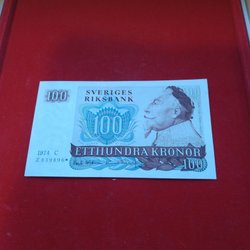 100
SVERIGES
RIKSBANK
100
1974 C
ETTHUNDRA KRONOR
100